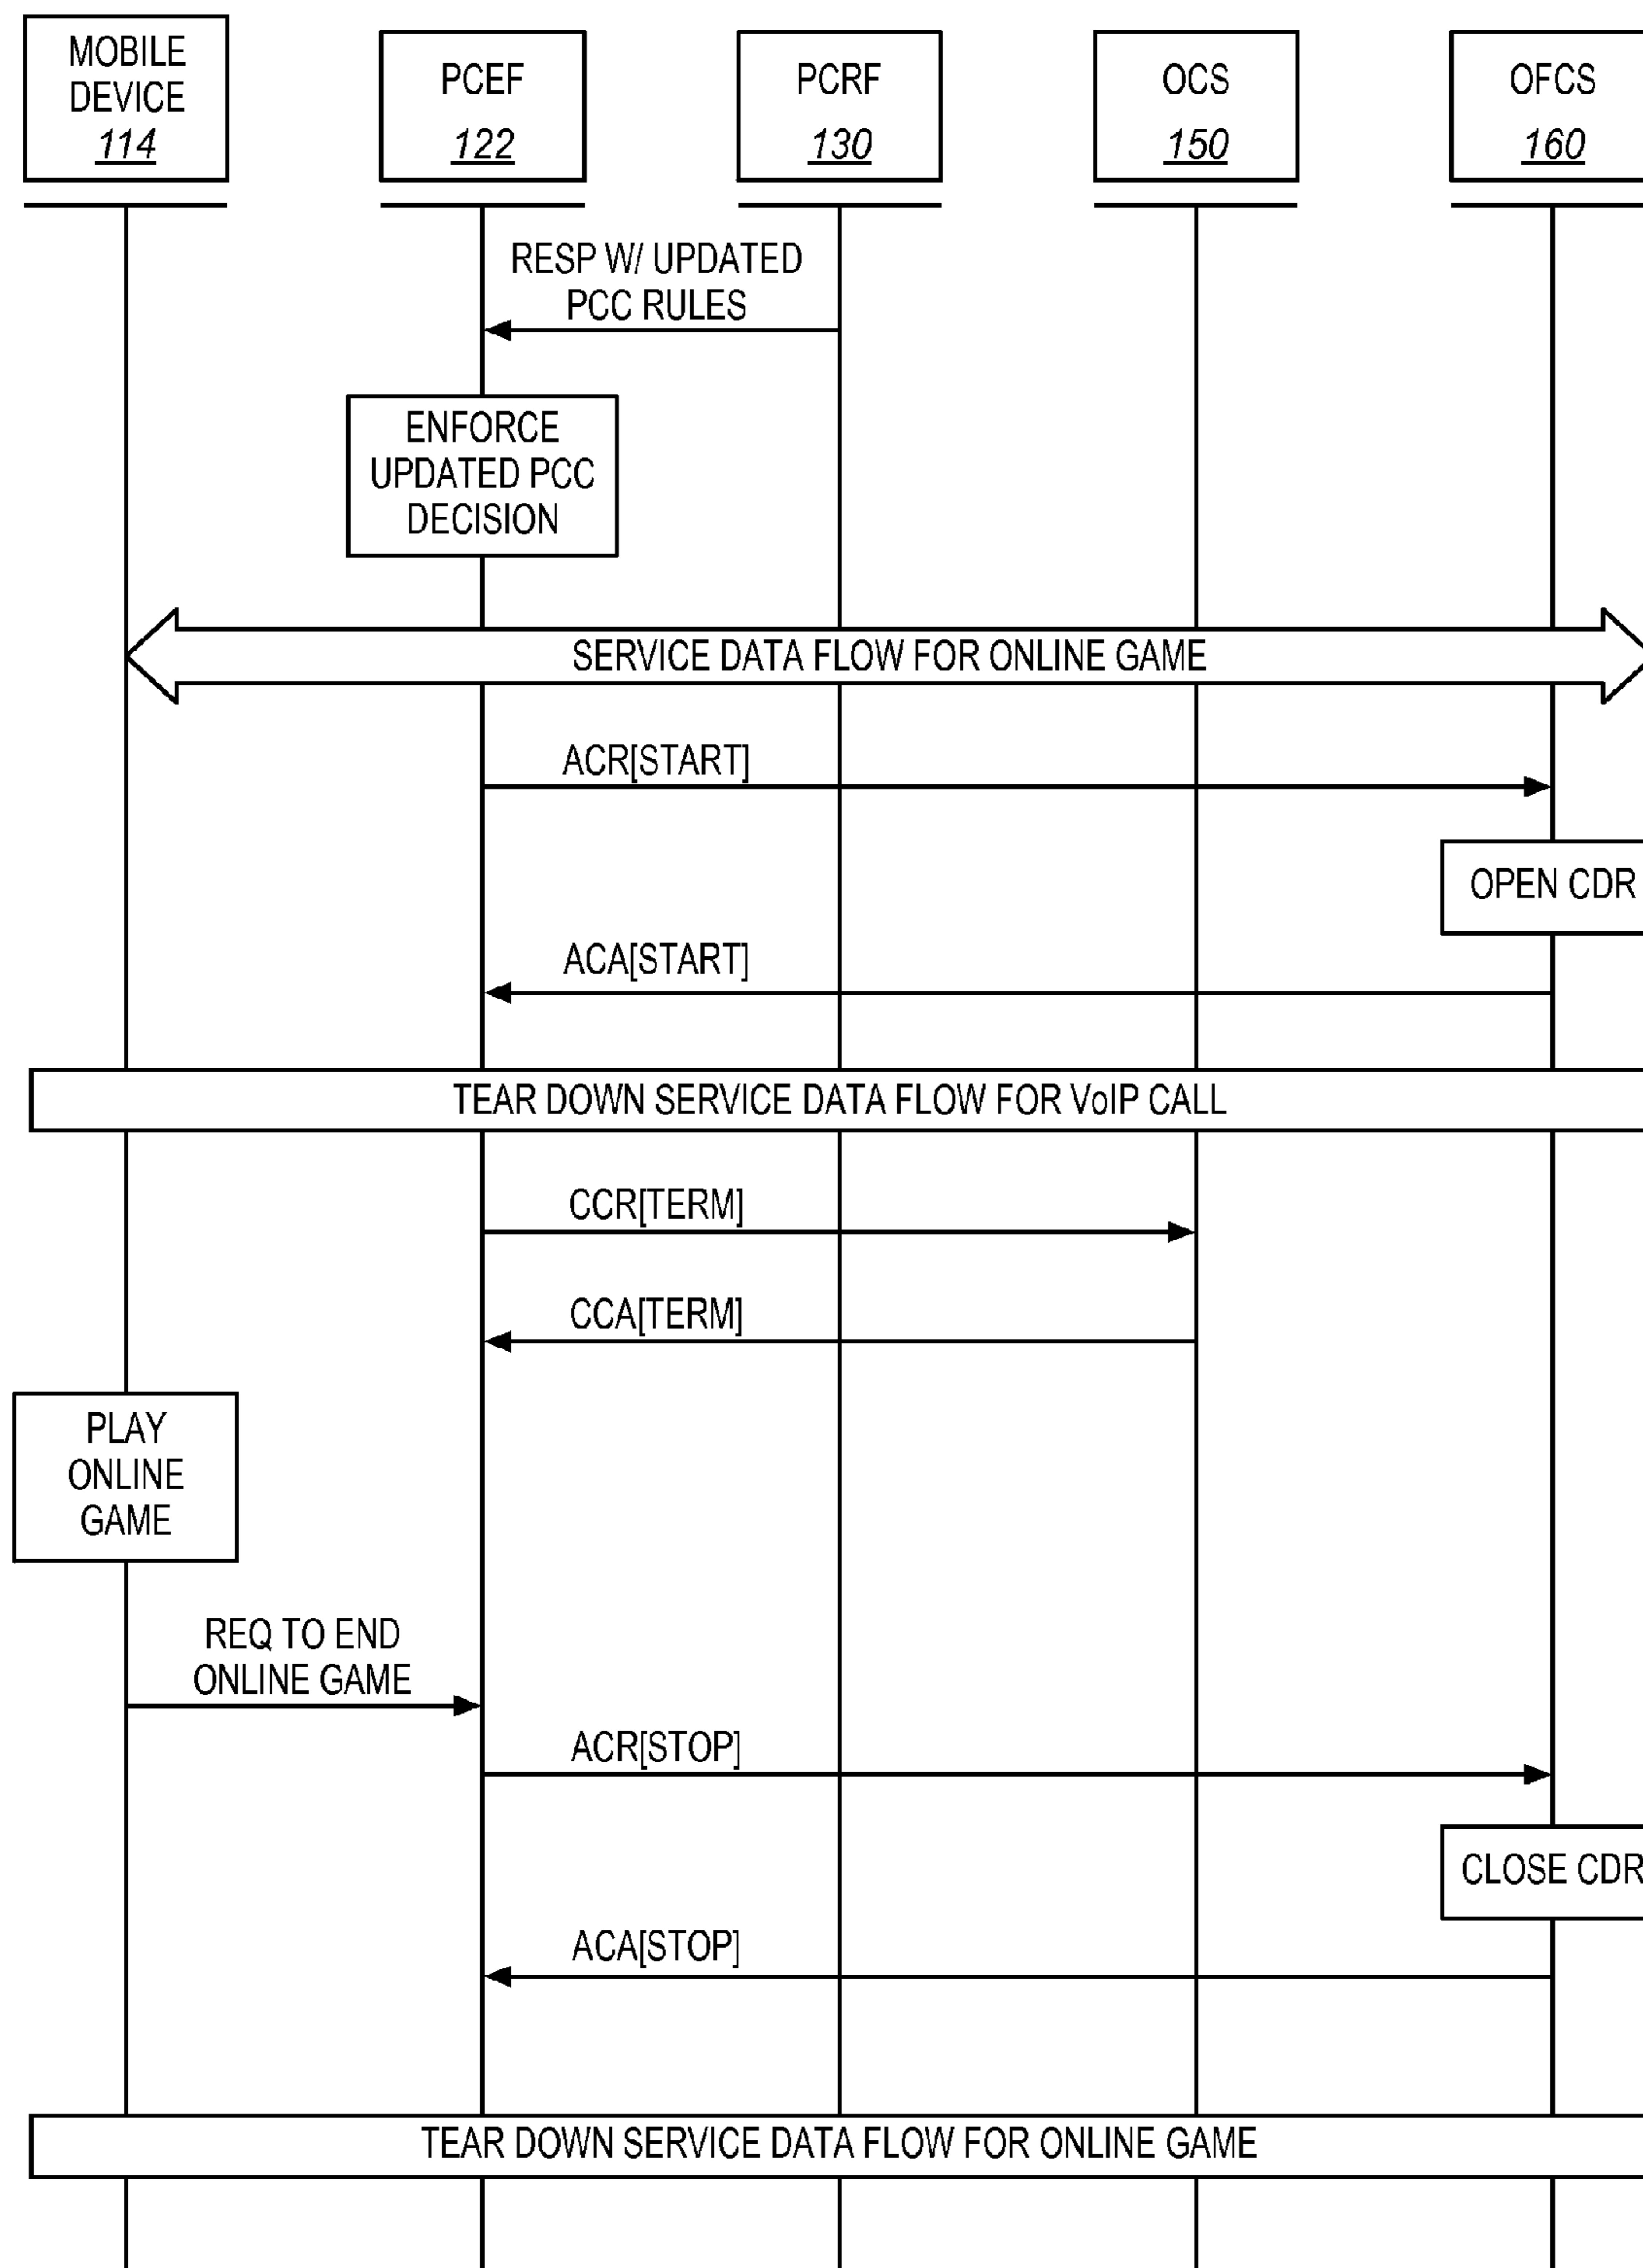 MOBILE
DEVICE
114
PCEF
122
PCRF
130
OCS
150
OFCS
160
RESP W/ UPDATED
PCC RULES
ENFORCE
UPDATED PCC
DECISION
SERVICE DATA FLOW FOR ONLINE GAME
ACR[START]
OPEN CDR
ACA[START]
TEAR DOWN SERVICE DATA FLOW FOR VoIP CALL
CCR[TERM]
CCA[TERM]
PLAY
ONLINE
GAME
REQ TO END
ONLINE GAME
ACR[STOP]
CLOSE CDR
ACA[STOP]
TEAR DOWN SERVICE DATA FLOW FOR ONLINE GAME